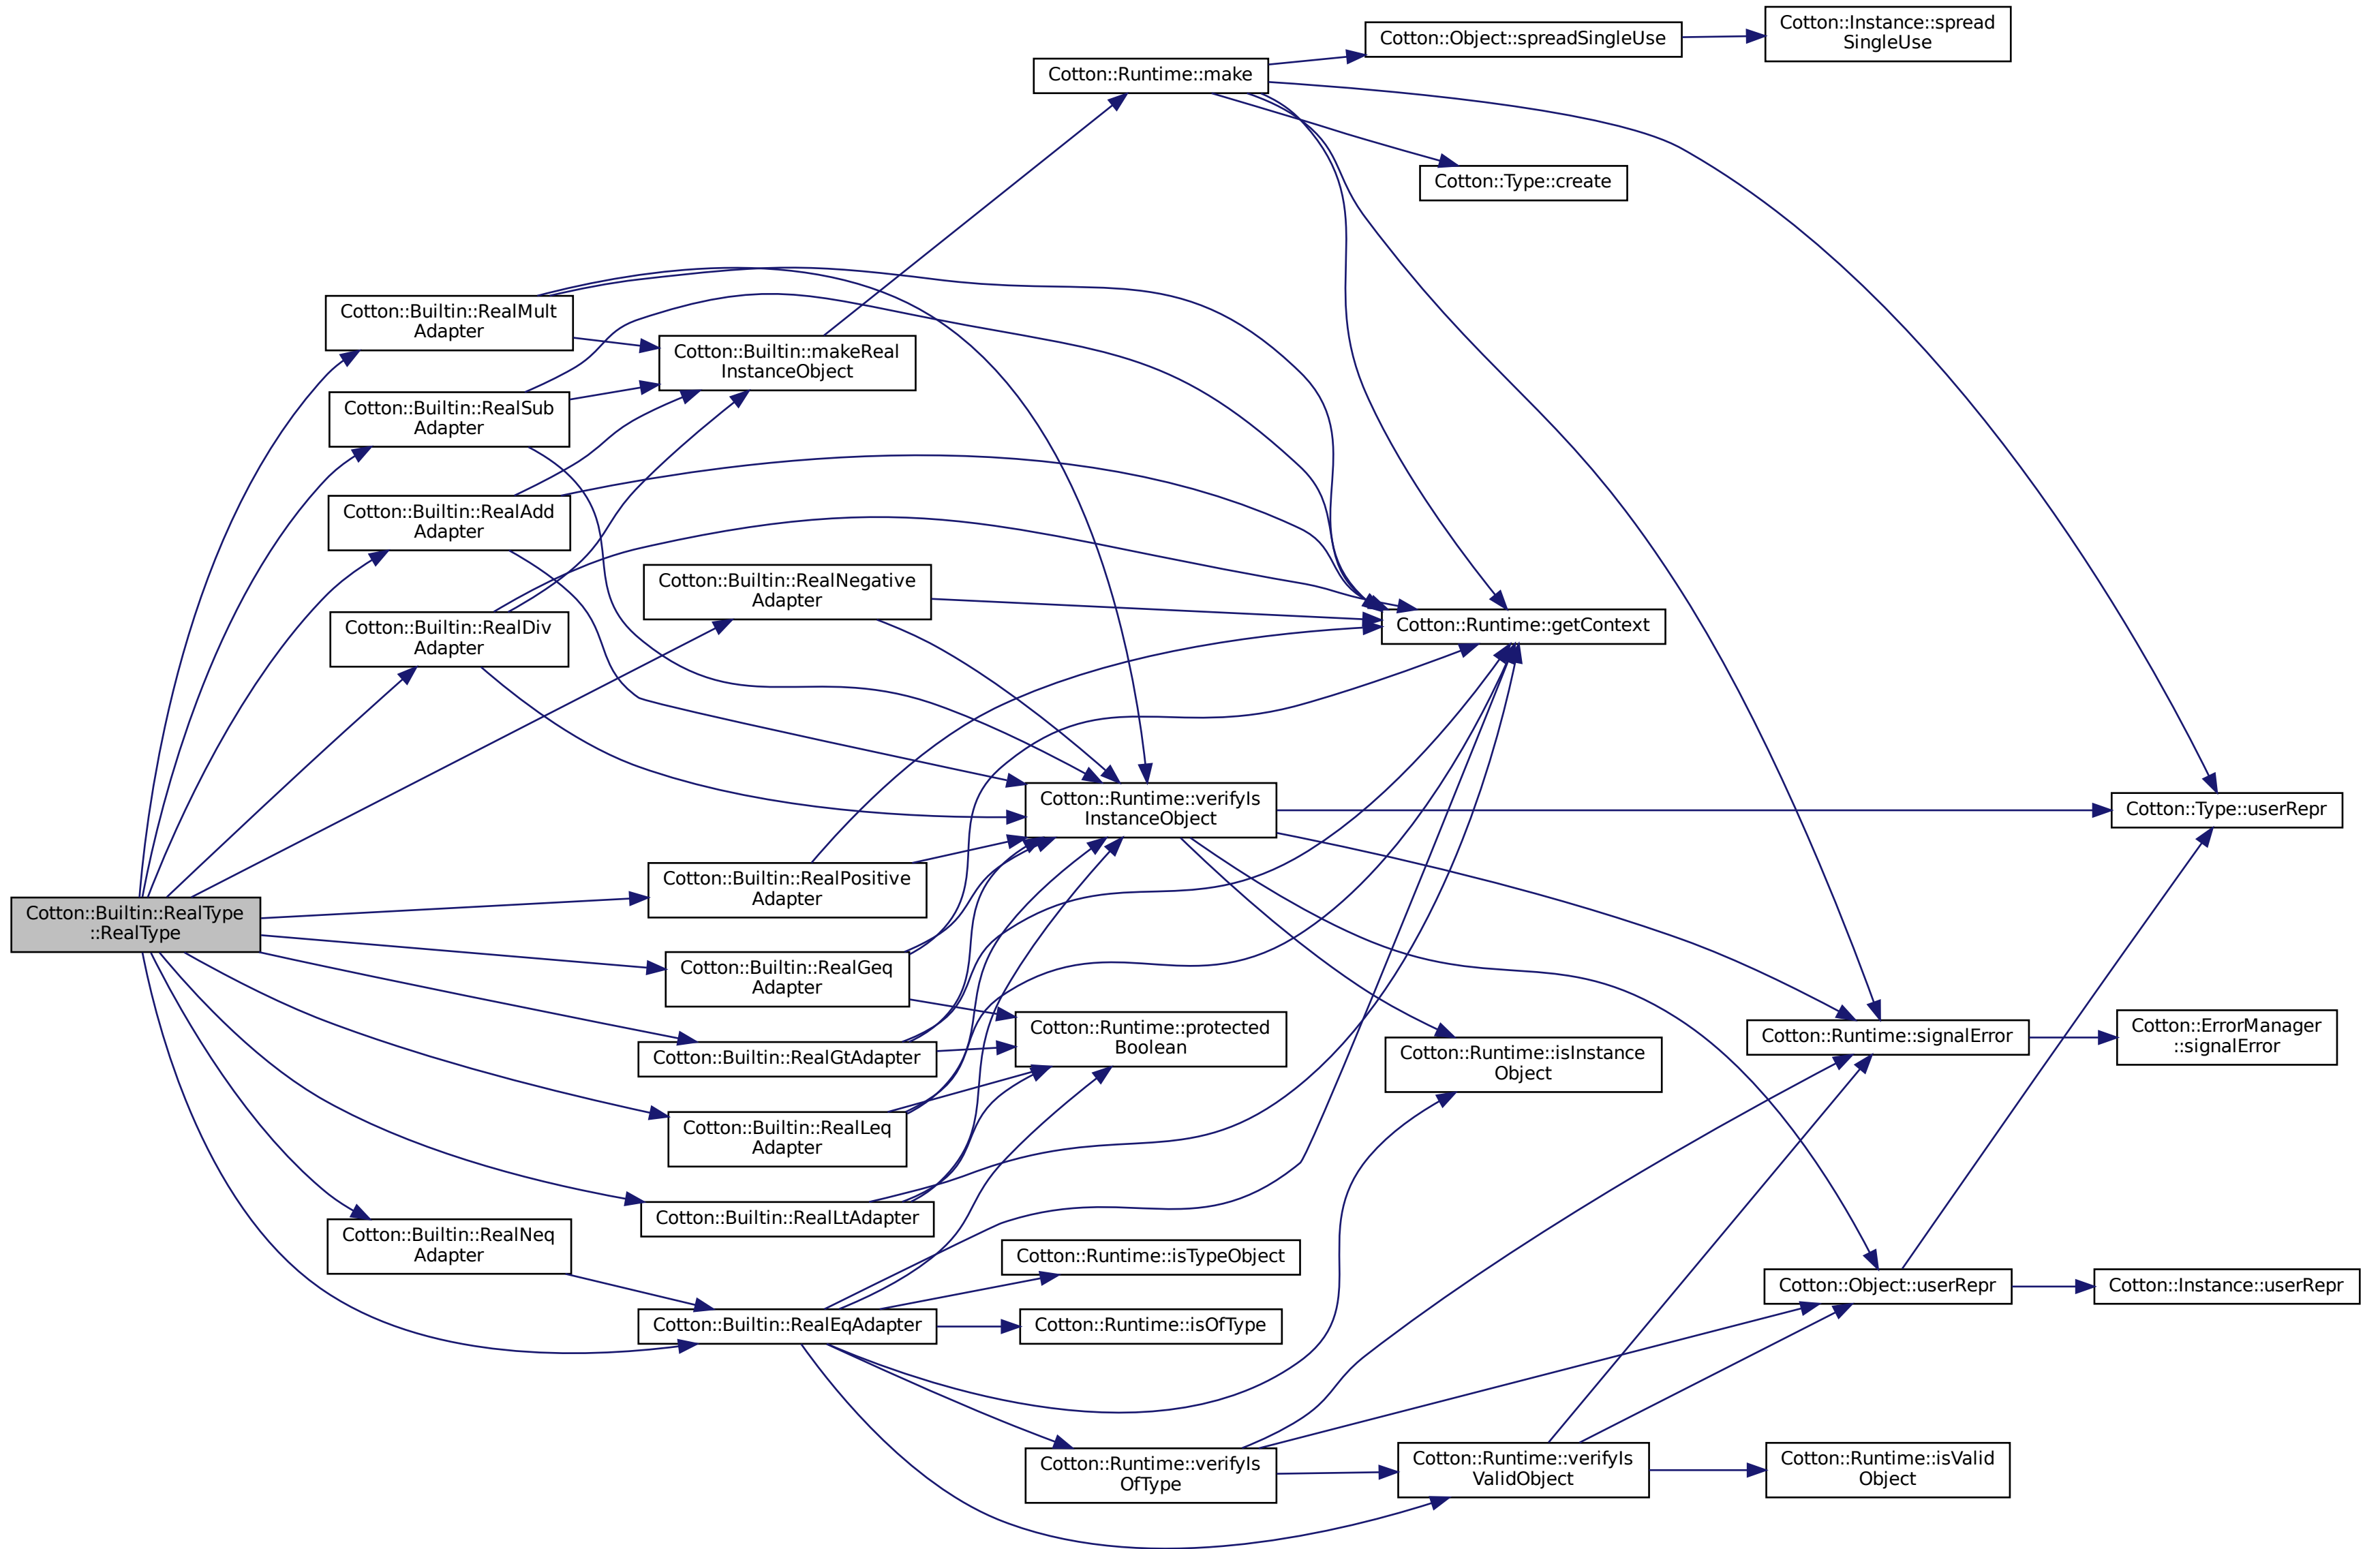 Cotton::Instance::spread
SingleUse
Cotton::Object::spreadSingleUse
Cotton::Runtime::make
Cotton::Type::create
Cotton::Builtin::RealMult
Adapter
Cotton::Builtin::makeReal
InstanceObject
Cotton::Builtin::RealSub
Adapter
Cotton::Builtin::RealAdd
Adapter
Cotton::Builtin::RealNegative
Adapter
Cotton::Builtin::RealDiv
Adapter
Cotton::Runtime::getContext
Cotton::Runtime::verifyIs
InstanceObject
Cotton::Type::userRepr
Cotton::Builtin::RealPositive
Adapter
Cotton::Builtin::RealType
::RealType
Cotton::Builtin::RealGeq
Adapter
Cotton::Runtime::protected
Boolean
Cotton::Builtin::RealGtAdapter
Cotton::Runtime::isInstance
Object
Cotton::Runtime::signalError
Cotton::ErrorManager
::signalError
Cotton::Builtin::RealLeq
Adapter
Cotton::Builtin::RealLtAdapter
Cotton::Builtin::RealNeq
Adapter
Cotton::Runtime::isTypeObject
Cotton::Object::userRepr
Cotton::Instance::userRepr
Cotton::Builtin::RealEqAdapter
Cotton::Runtime::isOfType
Cotton::Runtime::verifyIs
OfType
Cotton::Runtime::verifyIs
ValidObject
Cotton::Runtime::isValid
Object